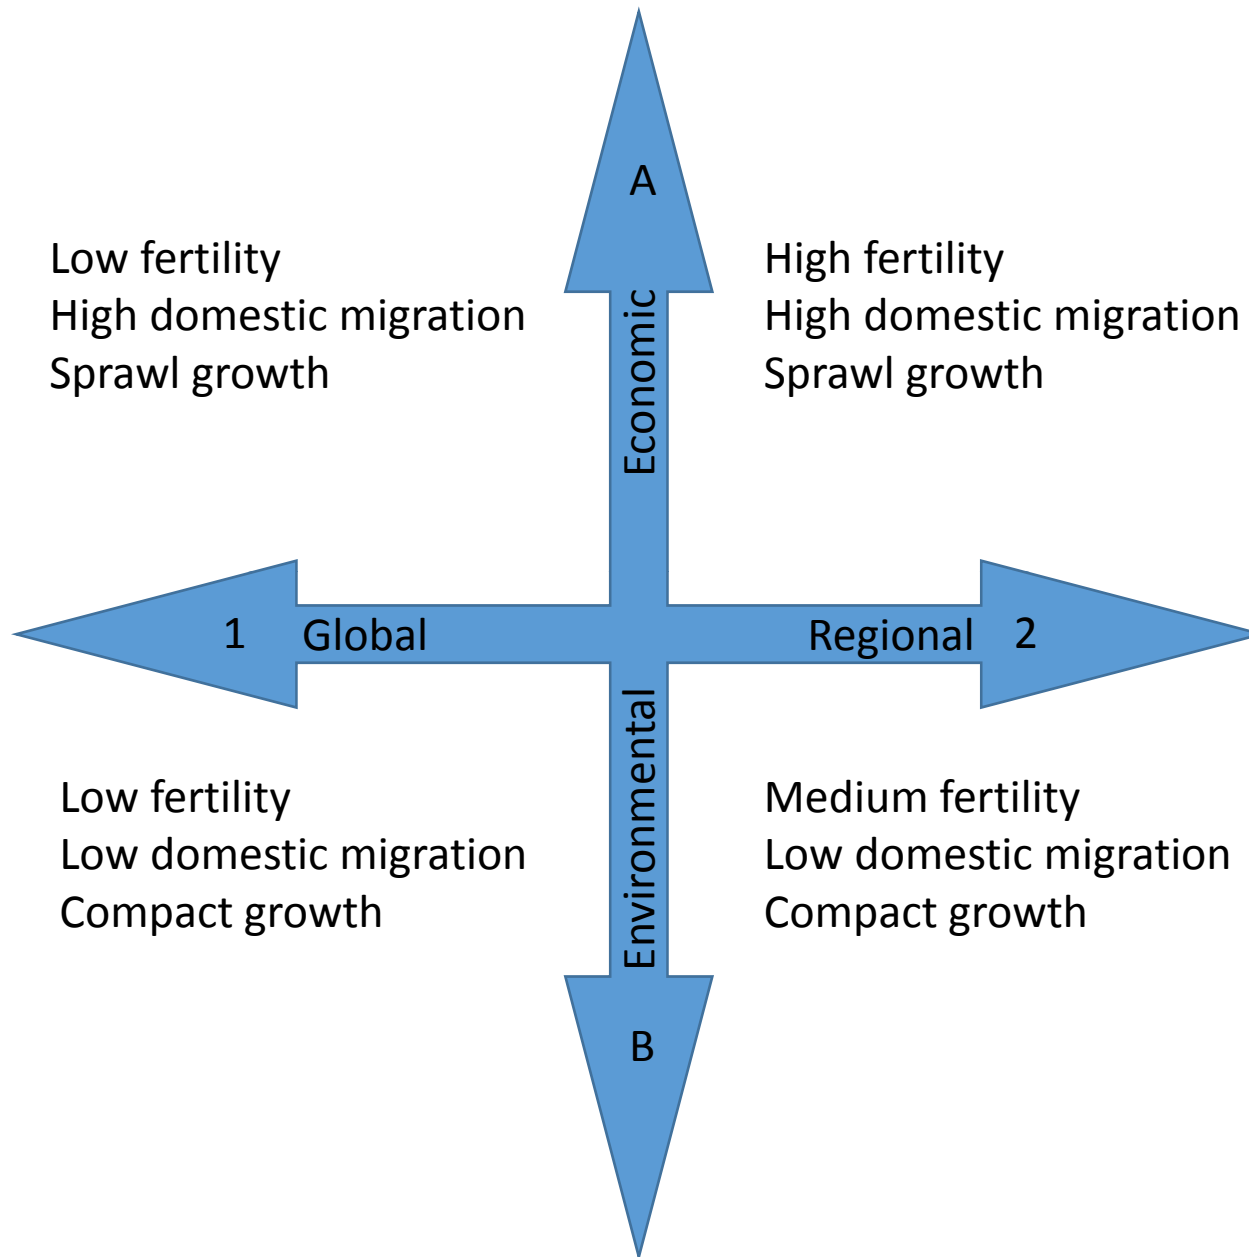 A
Low fertility
High domestic migration
Sprawl growth
Economic
High fertility
High domestic migration
Sprawl growth
1 Global
Regional 2
Low fertility
Low domestic migration
Compact growth
Environmental
Medium fertility
Low domestic migration
Compact growth
B